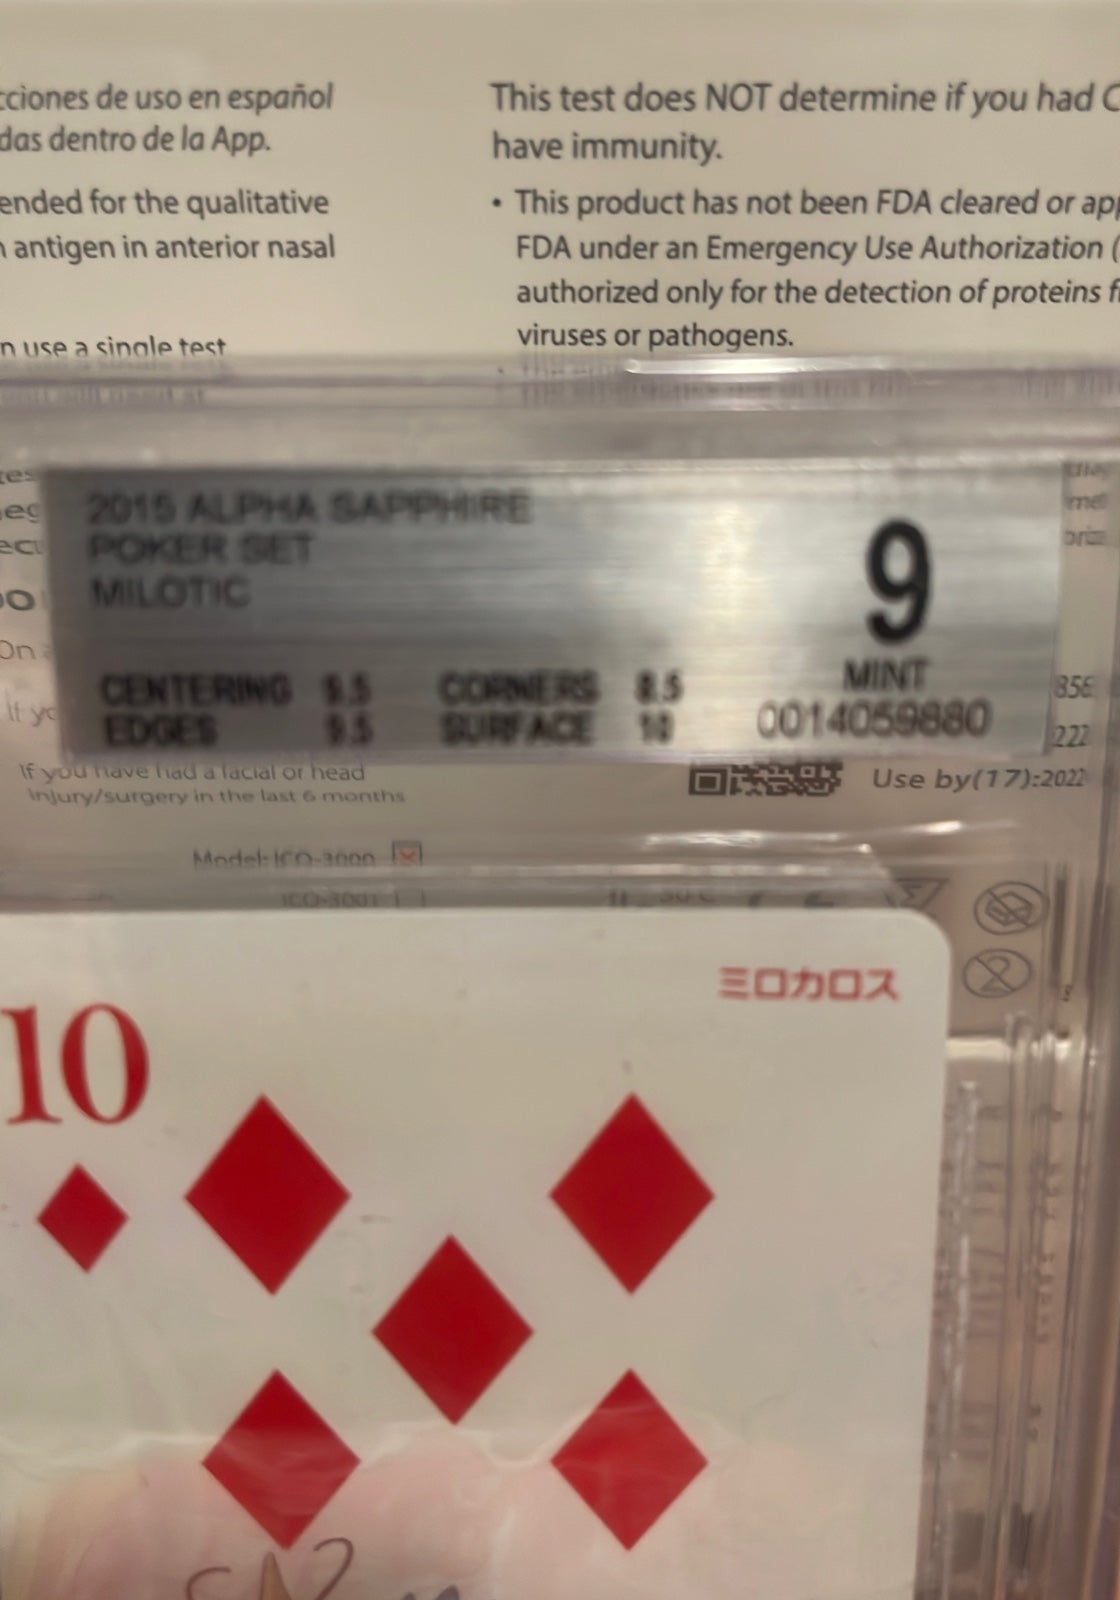 cciones de uso en español
das dentro de la App.
ended for the qualitative
antigen in anterior nasal
n use a single test
This test does NOT determine if you had
have immunity.
• This product has not been FDA cleared or
FDA under an Emergency Use Authorization (
authorized only for the detection of proteins
viruses or pathogens.
2015 ALPHA SAPPHIRE
POKER SET
MILOTIC
9
MINT
0014059880
CENTERING 9.5 CORNERS 8.5
EDGES 9.5 SURFACE 10
If you have had a facial or head
injury/surgery in the last 6 months
Use by(17):2022
Model: ICO-3000
ICO-3001
ミロカロス
10